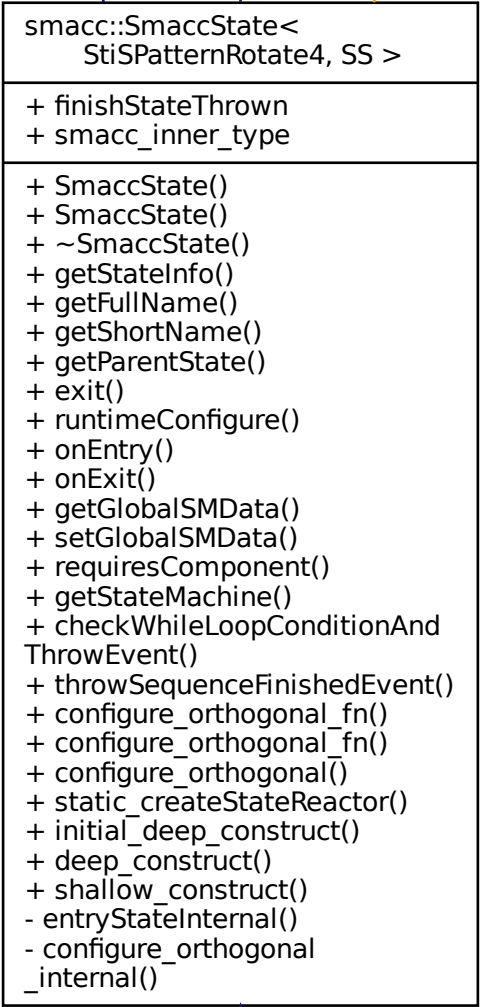 smacc::SmaccState<
StiSPatternRotate4, SS >
+ finishStateThrown
+ smacc_inner_type
+ SmaccState()
+ SmaccState()
+ ~SmaccState()
+ getStateInfo()
+ getFullName()
+ getShortName()
+ getParentState()
+ exit()
+ runtimeConfigure()
+ onEntry()
+ onExit()
+ getGlobalSMData()
+ setGlobalSMData()
+ requiresComponent()
+ getStateMachine()
+ checkWhileLoopConditionAnd
ThrowEvent()
+ throwSequenceFinishedEvent()
+ configure_orthogonal_fn()
+ configure_orthogonal_fn()
+ configure_orthogonal()
+ static_createStateReactor()
+ initial_deep_construct()
+ deep_construct()
+ shallow_construct()
- entryStateInternal()
- configure_orthogonal
_internal()